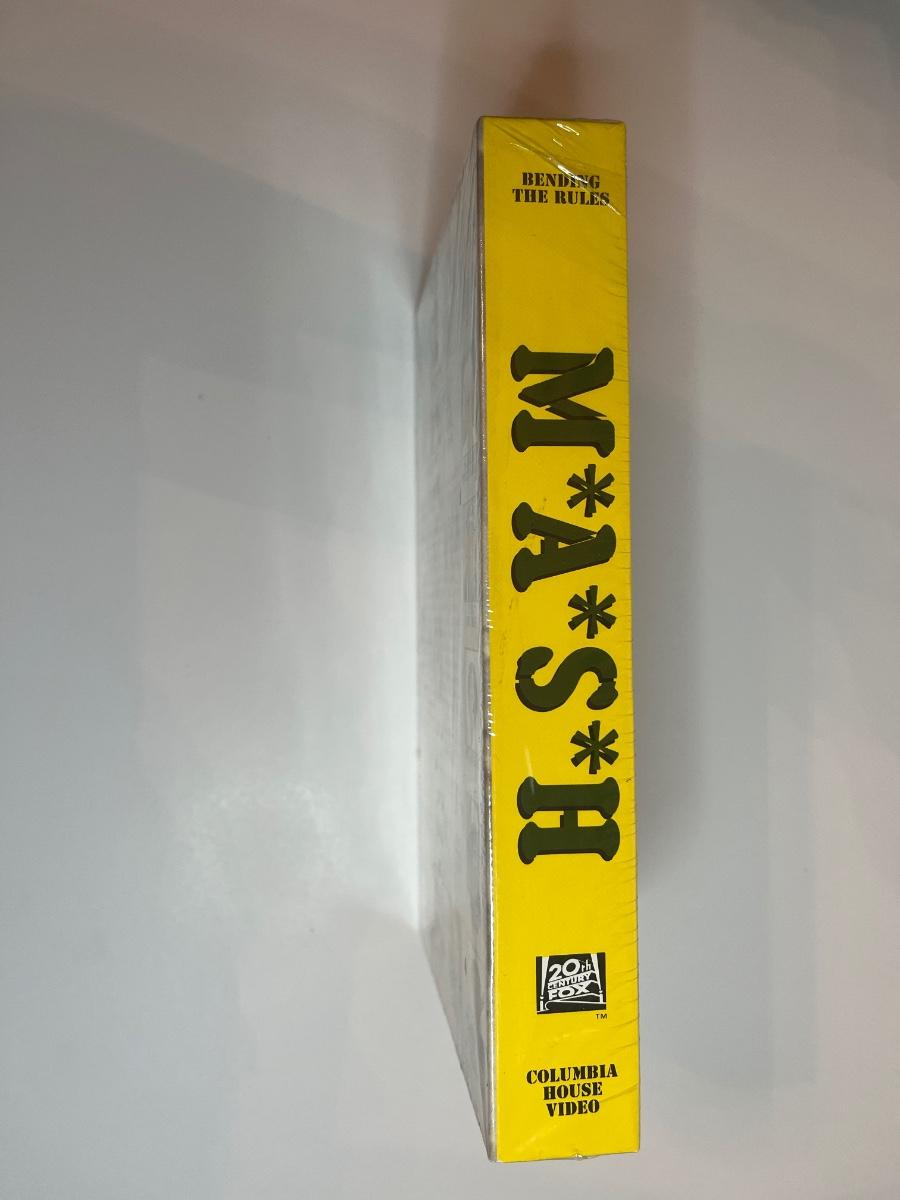 BENDING
THE RULES
M*A*S*H
20th
CENTURY
FOX
TM
COLUMBIA
HOUSE
VIDEO